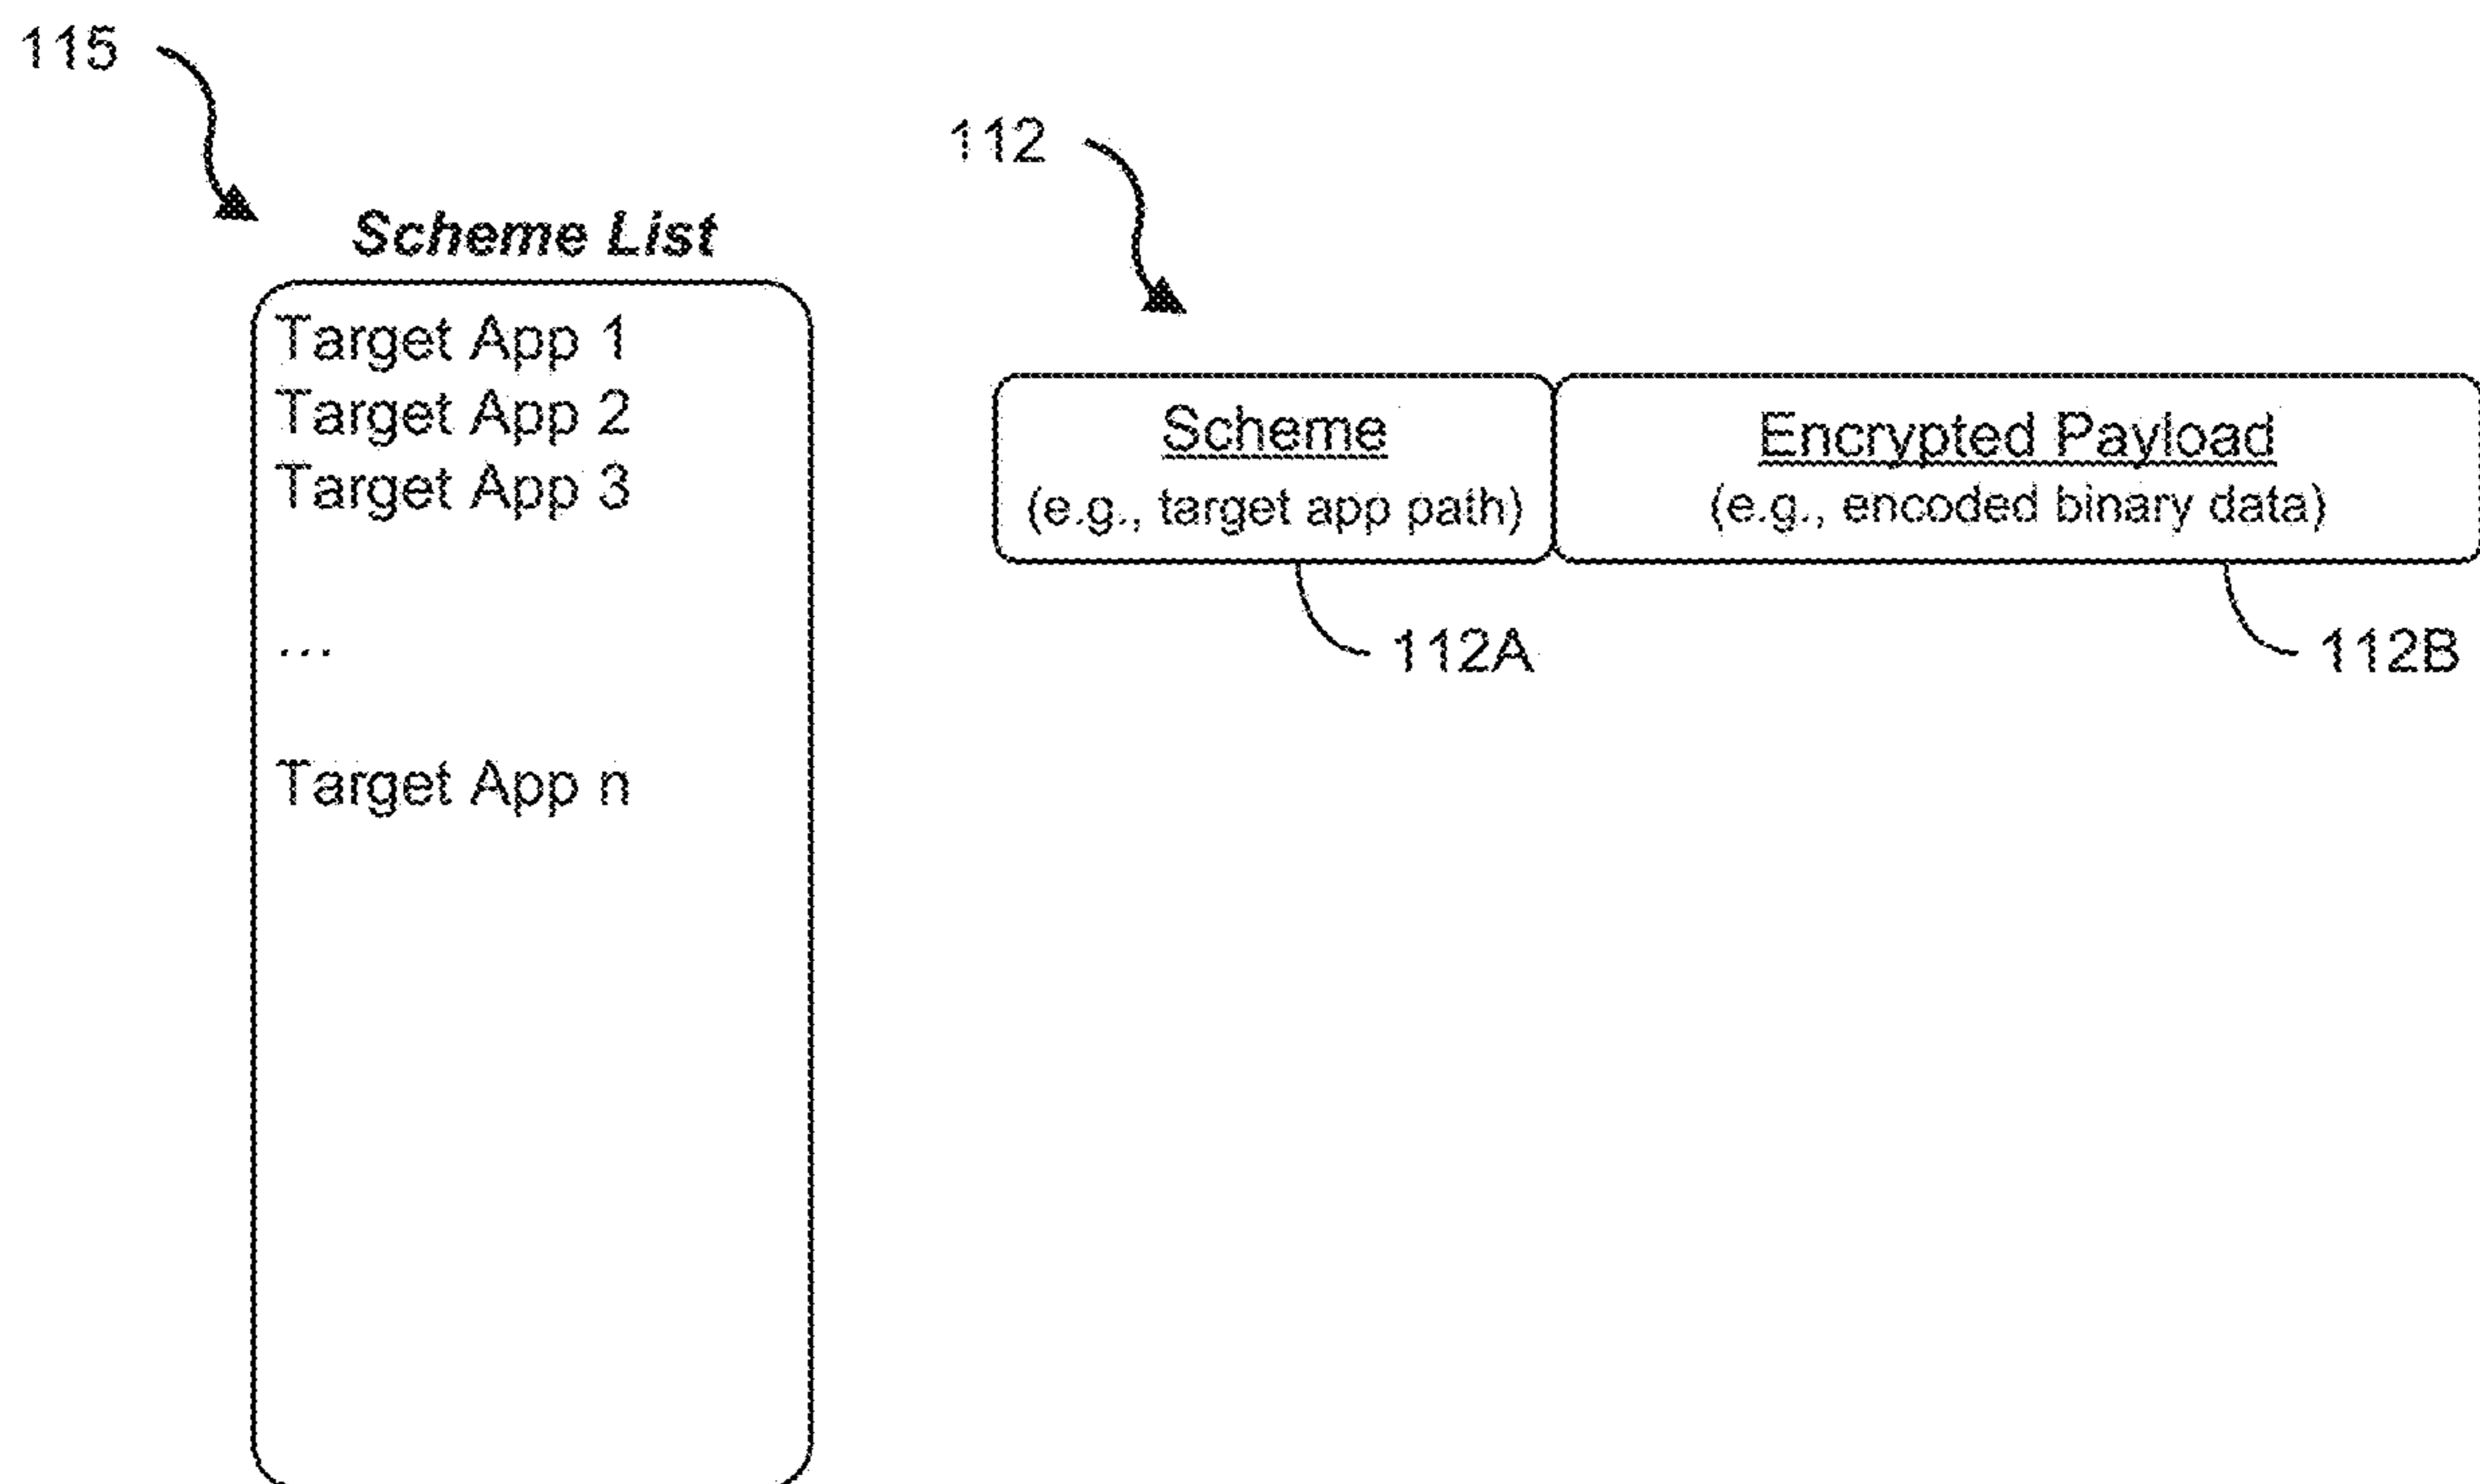 115
Scheme List
Target App 1
Target App 2
Target App 3
...
Target App n
112
Scheme
(e.g., target app path)
Encrypted Payload
(e.g., encoded binary data)
112A
112B